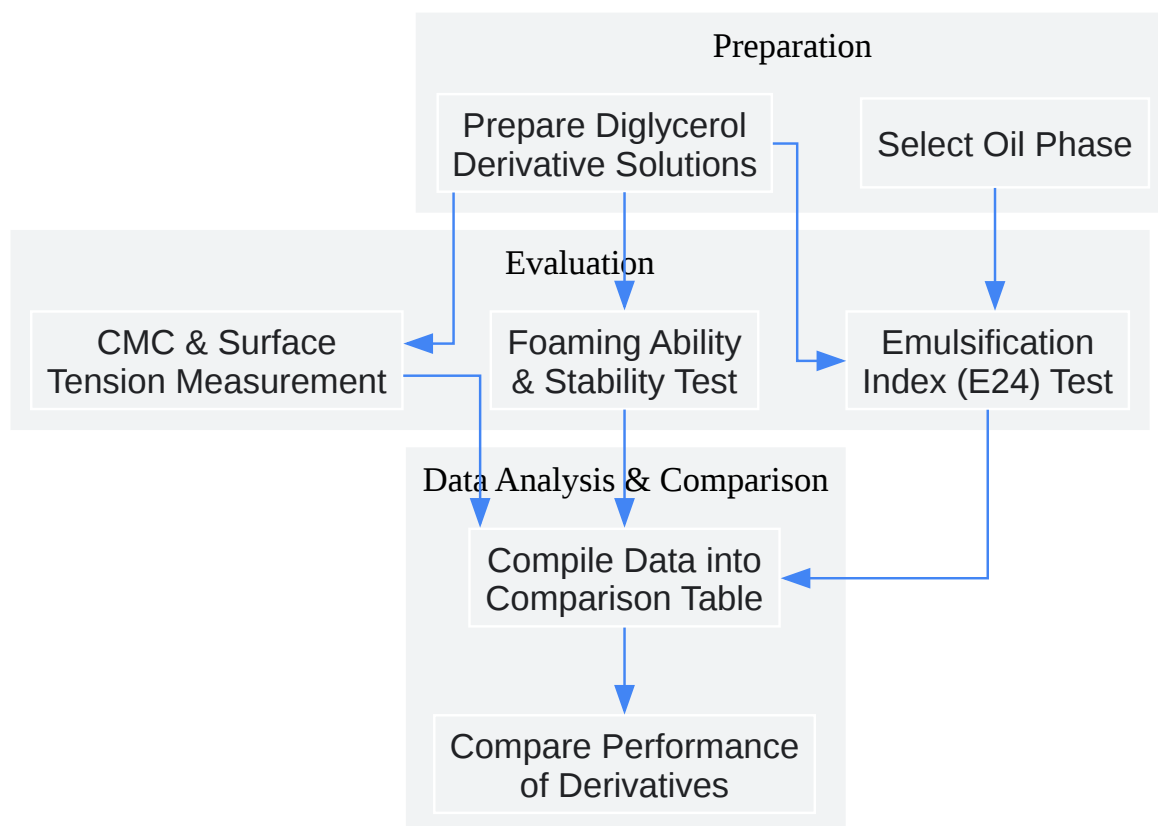 Preparation
Prepare Diglycerol
Derivative Solutions
Select Oil Phase
Evaluation
CMC & Surface
Tension Measurement
Foaming Ability
& Stability Test
Emulsification
Index (E24) Test
Data Analysis & Comparison
Compile Data into
Comparison Table
Compare Performance
of Derivatives